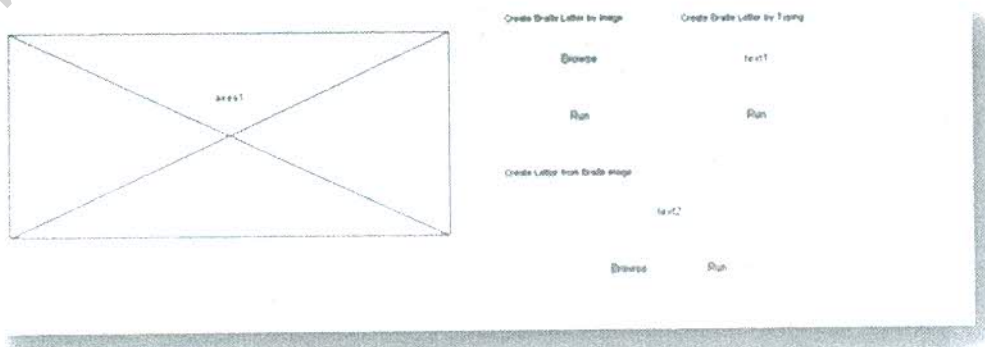 Create Braille Letter by Image
Create Braille Letter by Typing
axes1
Browse
text1
Run
Run
Create Letter from Braille Image
text2
Browse
Run